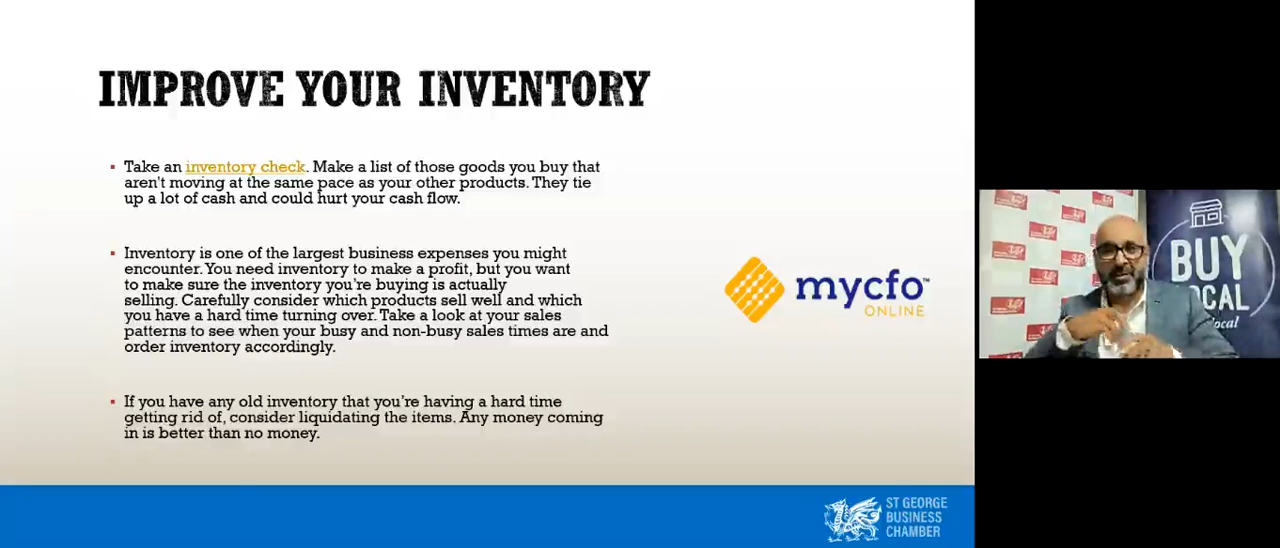 IMPROVE YOUR INVENTORY
Take an inventory check. Make a list of those goods you buy that
aren't moving at the same pace as your other products. They tie
up a lot of cash and could hurt your cash flow.
Inventory is one of the largest business expenses you might
encounter. You need inventory to make a profit, but you want
to make sure the inventory you're buying is actually
selling. Carefully consider which products sell well and which
you have a hard time turning over. Take a look at your sales
patterns to see when your busy and non-busy sales times are and
order inventory accordingly.
If you have any old inventory that you're having a hard time
getting rid of, consider liquidating the items. Any money coming
in is better than no money.
mycfo™
ONLINE
ST GEORGE
BUSINESS
CHAMBER
BUY
OCAL
local